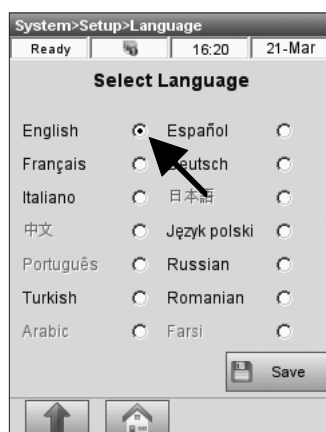 System>Setup>Language
Ready 16:20 21-Mar
Select Language
English Español
Français Deutsch
Italiano 日本語
中文 Język polski
Português Russian
Turkish Romanian
Arabic Farsi
Save